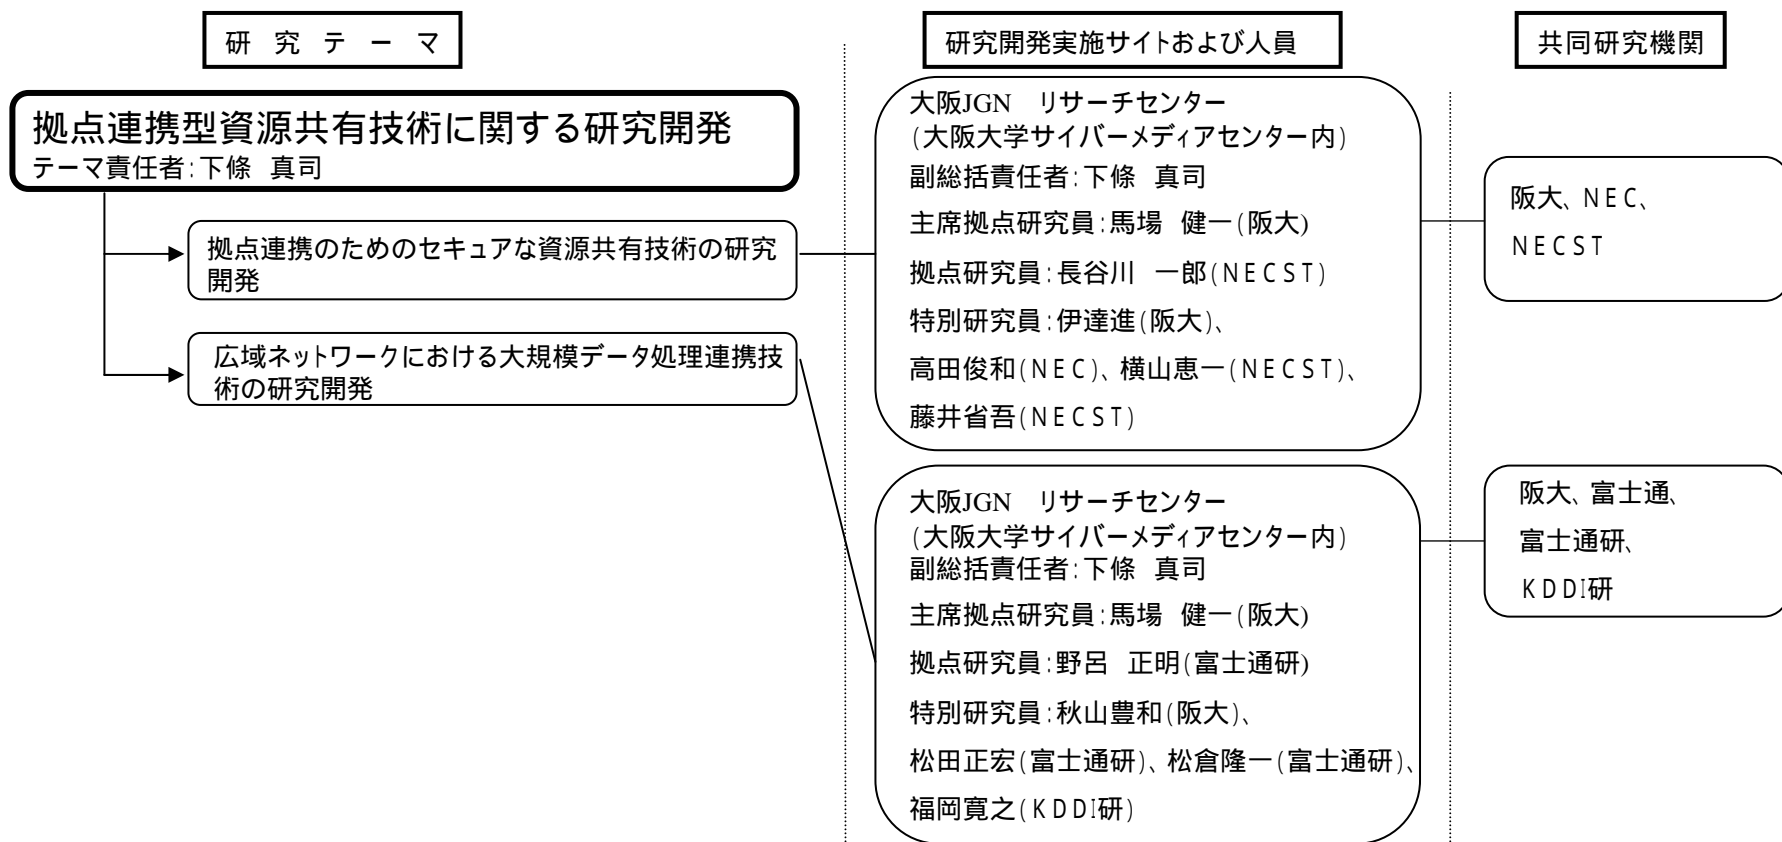 研 究 テ ー マ
拠点連携型資源共有技術に関する研究開発
テーマ責任者:下條 真司
拠点連携のためのセキュアな資源共有技術の研究
開発
広域ネットワークにおける大規模データ処理連携技
術の研究開発
研究開発実施サイトおよび人員
大阪JGN リサーチセンター
(大阪大学サイバーメディアセンター内)
副総括責任者:下條 真司
主席拠点研究員:馬場 健一(阪大)
拠点研究員:長谷川 一郎(NECST)
特別研究員:伊達進(阪大)、
高田俊和(NEC)、横山恵一(NECST)、
藤井省吾(NECST)
大阪JGN リサーチセンター
(大阪大学サイバーメディアセンター内)
副総括責任者:下條 真司
主席拠点研究員:馬場 健一(阪大)
拠点研究員:野呂 正明(富士通研)
特別研究員:秋山豊和(阪大)、
松田正宏(富士通研)、松倉隆一(富士通研)、
福岡寛之(KDDI研)
共同研究機関
阪大、NEC、
NECST
阪大、富士通、
富士通研、
KDDI研